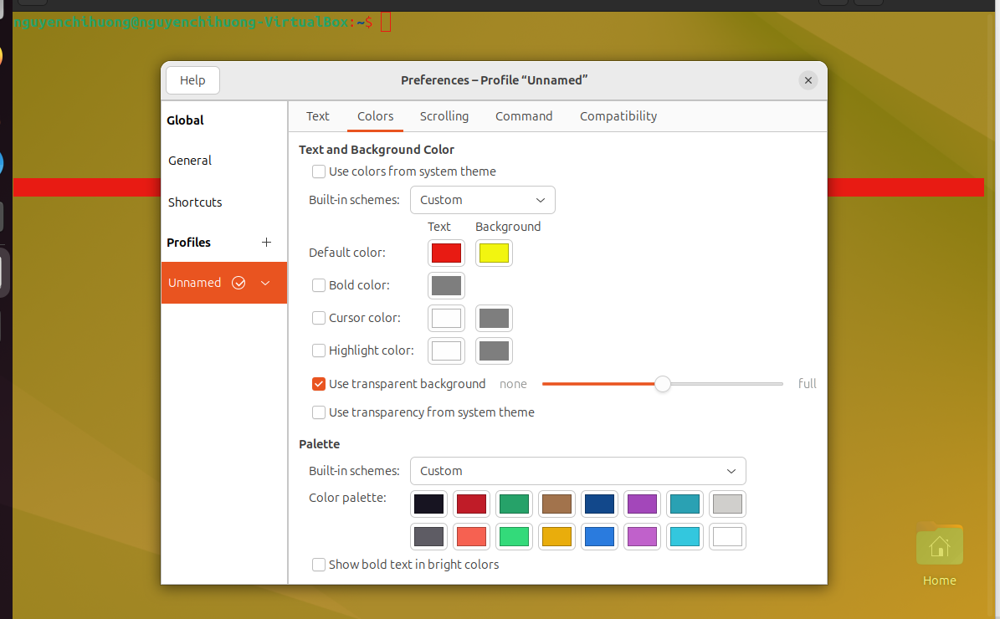 nguyenchihuong@nguyenchihuong-VirtualBox:~$
Help
Preferences – Profile “Unnamed”
Global
General
Shortcuts
Profiles
Unnamed
Text Colors Scrolling Command Compatibility
Text and Background Color
Use colors from system theme
Built-in schemes: Custom
Text Background
Default color:
Bold color:
Cursor color:
Highlight color:
Use transparent background none full
Use transparency from system theme
Palette
Built-in schemes: Custom
Color palette:
Show bold text in bright colors
Home